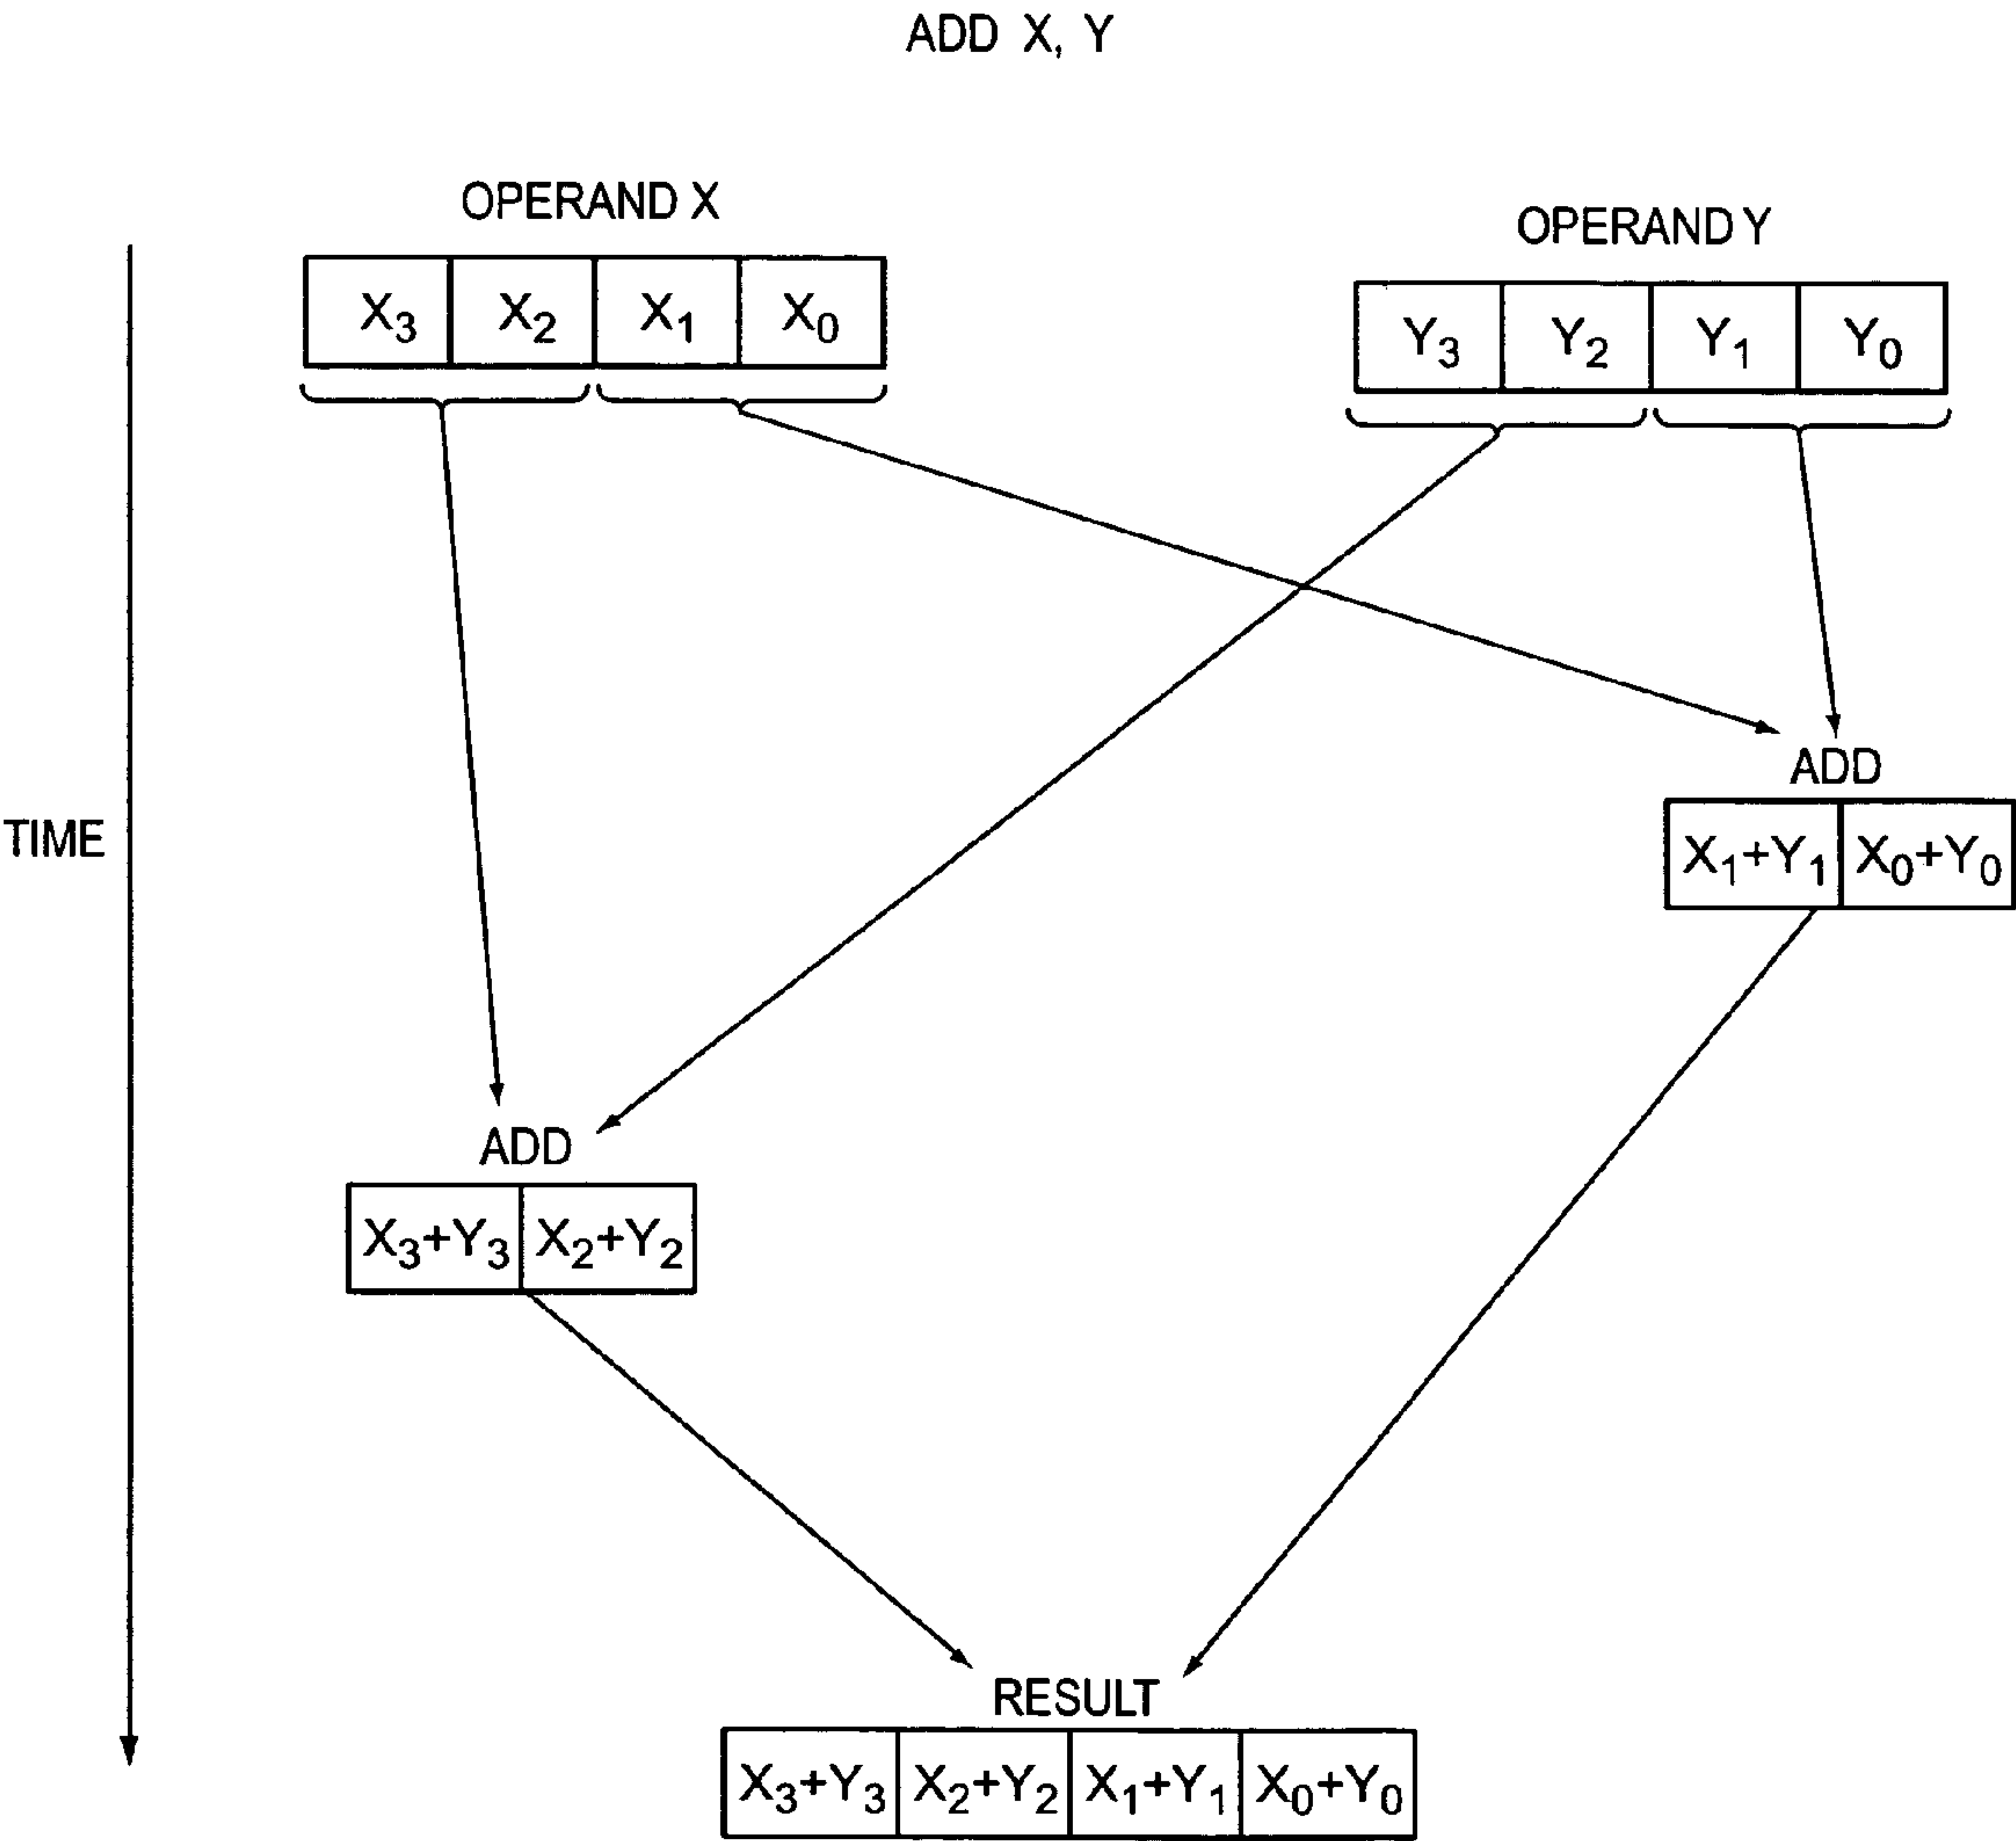 ADD X, Y
OPERAND X
OPERAND Y
X₃ X₂ X₁ X₀
Y₃ Y₂ Y₁ Y₀
ADD
TIME
X₁+Y₁ X₀+Y₀
ADD
X₃+Y₃ X₂+Y₂
RESULT
X₃+Y₃ X₂+Y₂ X₁+Y₁ X₀+Y₀